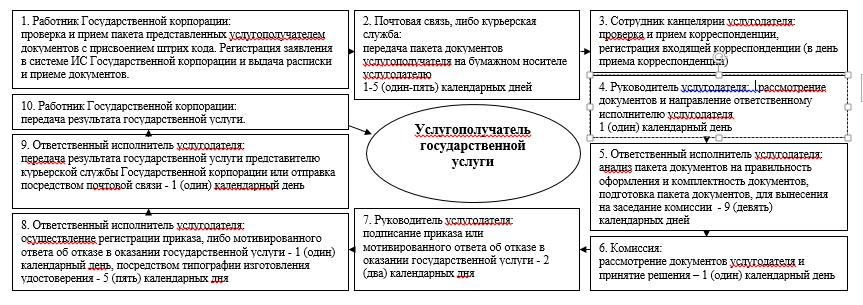 1. Работник Государственной корпорации:
проверка и прием пакета представленных услугополучателем
документов с присвоением штрих кода. Регистрация заявления
в системе ИС Государственной корпорации и выдача расписки
и приеме документов.
2. Почтовая связь, либо курьерская
служба:
передача пакета документов
услугополучателя на бумажном носителе
услугодателю
1-5 (один-пять) календарных дней
3. Сотрудник канцелярии услугодателя:
проверка и прием корреспонденции,
регистрация входящей корреспонденции (в день
приема корреспонденции)
4. Руководитель услугодателя: рассмотрение
документов и направление ответственному
исполнителю услугодателя
1 (один) календарный день
5. Ответственный исполнитель услугодателя:
анализ пакета документов на правильность
оформления и комплектность документов,
подготовка пакета документов, для вынесения
на заседание комиссии - 9 (девять)
календарных дней
6. Комиссия:
рассмотрение документов услугодателя и
принятие решения – 1 (один) календарный день
7. Руководитель услугодателя:
подписание приказа или
мотивированного ответа об отказе в
оказании государственной услуги - 2
(два) календарных дня
8. Ответственный исполнитель услугодателя:
осуществление регистрации приказа, либо мотивированного
ответа об отказе в оказании государственной услуги - 1 (один)
календарный день, посредством типографии изготовления
удостоверения - 5 (пять) календарных дня
9. Ответственный исполнитель услугодателя:
передача результата государственной услуги представителю
курьерской службы Государственной корпорации или отправка
посредством почтовой связи - 1 (один) календарный день
10. Работник Государственной корпорации:
передача результата государственной услуги.
Услугополучатель
государственной
услуги